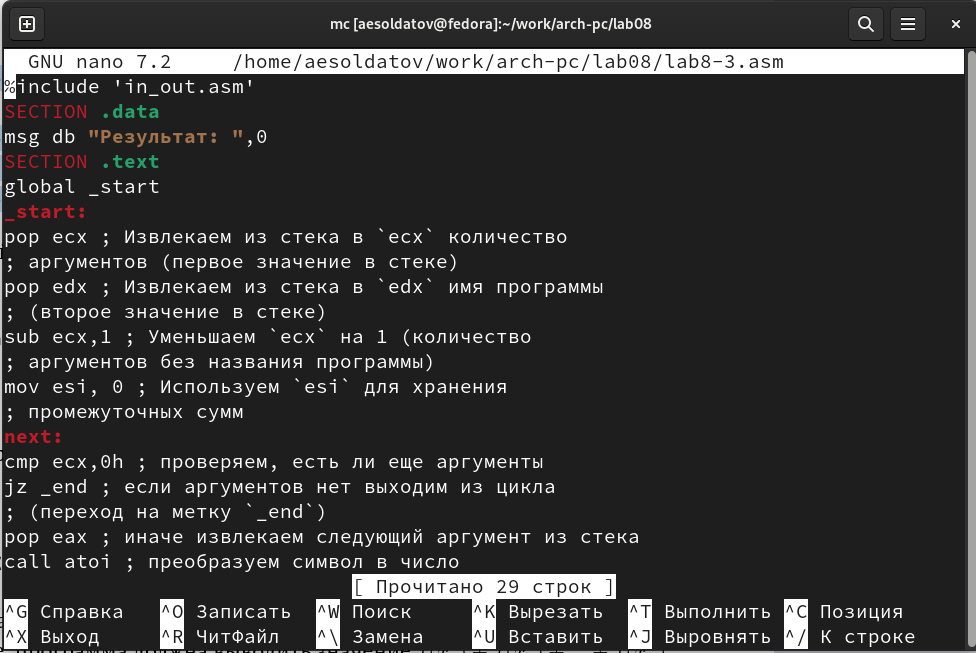 mc [aesoldatov@fedora]:~/work/arch-pc/lab08
GNU nano 7.2 /home/aesoldatov/work/arch-pc/lab08/lab8-3.asm
%include 'in_out.asm'
SECTION .data
msg db "Результат: ",0
SECTION .text
global _start
_start:
pop ecx ; Извлекаем из стека в `ecx` количество
; аргументов (первое значение в стеке)
pop edx ; Извлекаем из стека в `edx` имя программы
; (второе значение в стеке)
sub ecx,1 ; Уменьшаем `ecx` на 1 (количество
; аргументов без названия программы)
mov esi, 0 ; Используем `esi` для хранения
; промежуточных сумм
next:
cmp ecx,0h ; проверяем, есть ли еще аргументы
jz _end ; если аргументов нет выходим из цикла
; (переход на метку `_end`)
pop eax ; иначе извлекаем следующий аргумент из стека
call atoi ; преобразуем символ в число
[ Прочитано 29 строк ]
^G Справка ^O Записать ^W Поиск ^K Вырезать ^T Выполнить ^C Позиция
^X Выход ^R ЧитФайл ^\ Замена ^U Вставить ^J Выровнять ^/ К строке